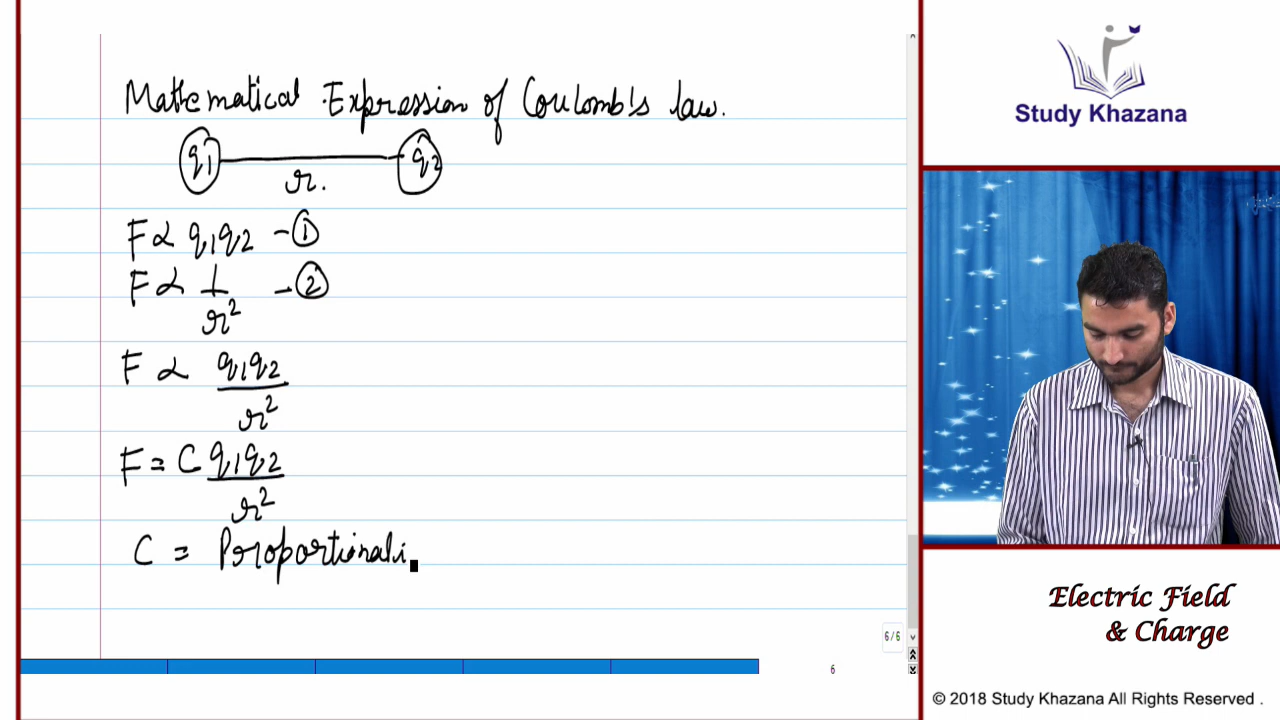 Mathematical Expression of Coulomb's law.
q1 q2
r.
F ∝ q1q2 - ①
F ∝ 1/r² - ②
F ∝ q1q2/r²
F = C q1q2/r²
C = Proportionali
6/6
6
Study Khazana
Electric Field
& Charge
© 2018 Study Khazana All Rights Reserved .